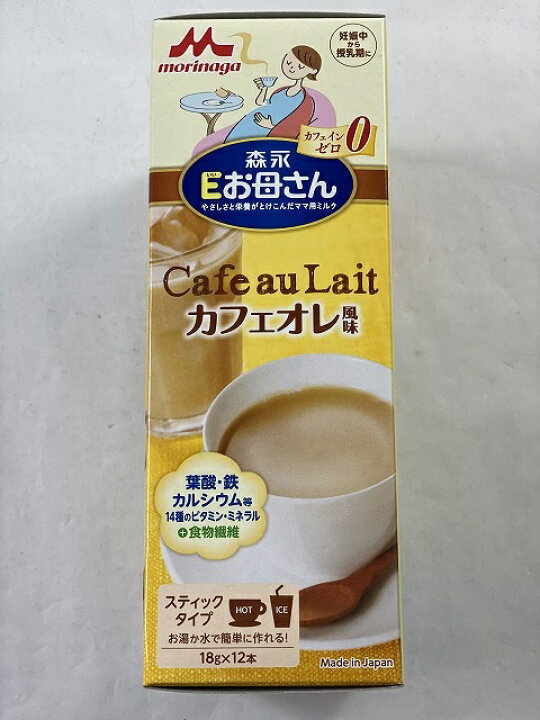 morinaga
妊娠中
から
授乳期に
カフェイン
ゼロ 0
森永
Eお母さん
いい
やさしさと栄養がとけこんだママ用ミルク
Cafe au Lait
カフェオレ風味
葉酸・鉄
カルシウム等
14種のビタミン・ミネラル
+食物繊維
スティック
タイプ
HOT
ICE
お湯か水で簡単に作れる!
18g×12本
Made in Japan